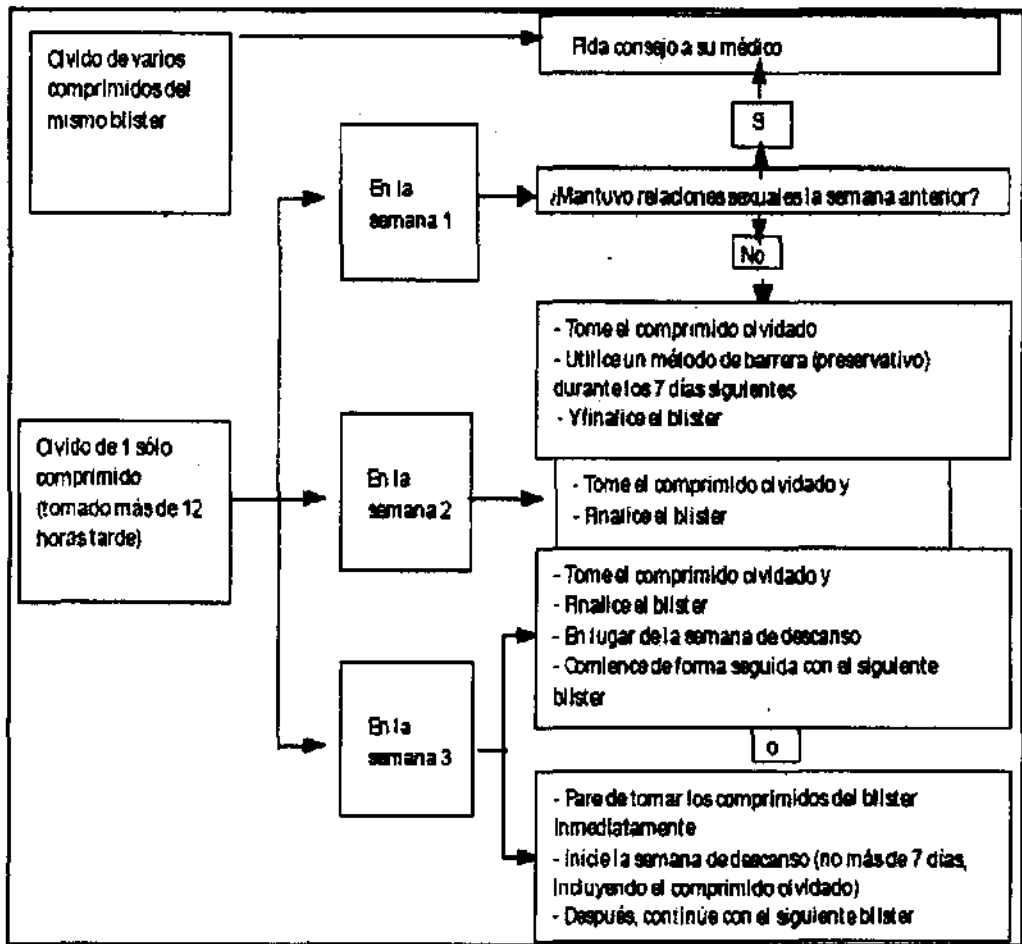 Olvido de varios
comprimidos del
mismo blister
Pida consejo a su médico
Sí
En la
semana 1
¿Mantuvo relaciones sexuales la semana anterior?
No
- Tome el comprimido olvidado
- Utilice un método de barrera (preservativo)
durante los 7 días siguientes
- Y finalice el blister
Olvido de 1 sólo
comprimido
(tomado más de 12
horas tarde)
En la
semana 2
- Tome el comprimido olvidado y
- Finalice el blister
En la
semana 3
- Tome el comprimido olvidado y
- Finalice el blister
- En lugar de la semana de descanso
- Comience de forma seguida con el siguiente
blister
o
- Pare de tomar los comprimidos del blister
inmediatamente
- Inicie la semana de descanso (no más de 7 días,
incluyendo el comprimido olvidado)
- Después, continúe con el siguiente blister